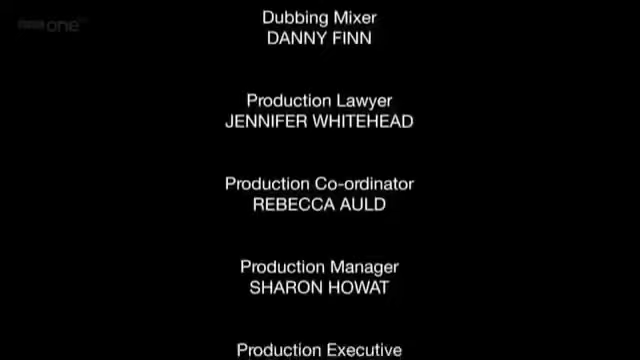 Dubbing Mixer
DANNY FINN
one
Production Lawyer
JENNIFER WHITEHEAD
Production Co-ordinator
REBECCA AULD
Production Manager
SHARON HOWAT
Production Executive